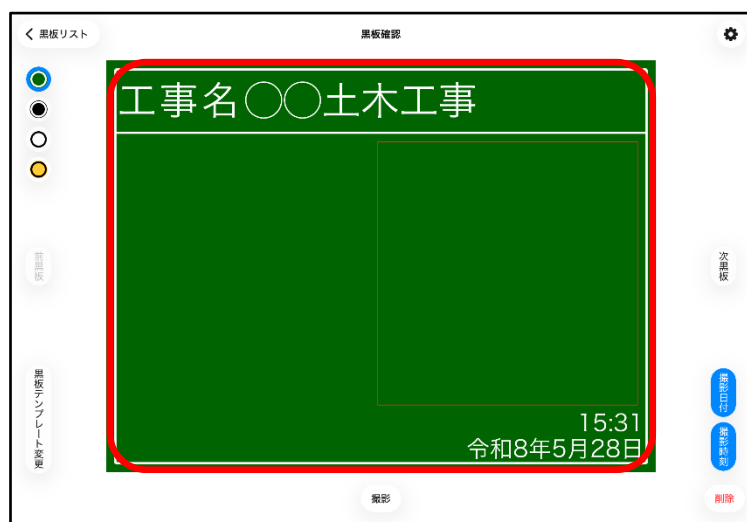 黒板リスト
黒板確認
工事名○○土木工事
前黒板
次黒板
黒板テンプレート変更
撮影日付
撮影時刻
15:31
令和8年5月28日
撮影
削除